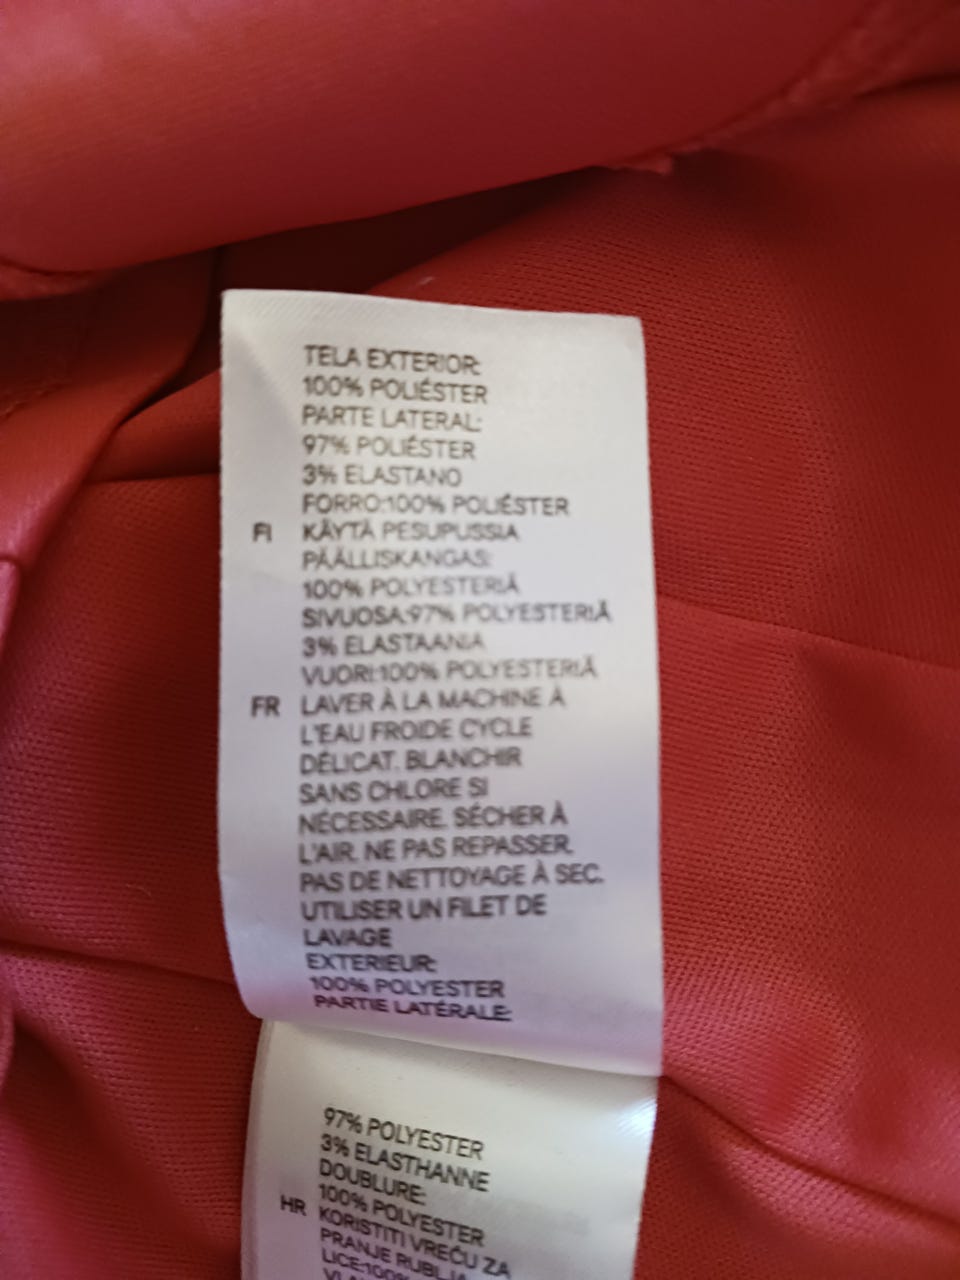 TELA EXTERIOR:
100% POLIÉSTER
PARTE LATERAL:
97% POLIÉSTER
3% ELASTANO
FORRO:100% POLIÉSTER
FI KÄYTÄ PESUPUSSIA
PÄÄLLISKANGAS:
100% POLYESTERIÄ
SIVUOSA:97% POLYESTERIÄ
3% ELASTAANIA
VUORI:100% POLYESTERIÄ
FR LAVER À LA MACHINE À
L'EAU FROIDE CYCLE
DÉLICAT. BLANCHIR
SANS CHLORE SI
NÉCESSAIRE. SÉCHER À
L'AIR. NE PAS REPASSER.
PAS DE NETTOYAGE À SEC.
UTILISER UN FILET DE
LAVAGE
EXTERIEUR:
100% POLYESTER
PARTIE LATÉRALE:
97% POLYESTER
3% ELASTHANNE
DOUBLURE:
100% POLYESTER
HR KORISTITI VREĆU ZA
PRANJE RUBLJA
LICE:100%